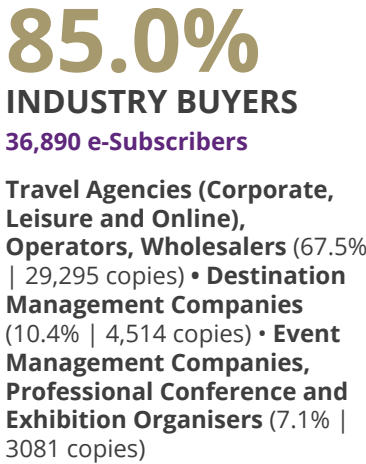 85.0%
INDUSTRY BUYERS
36,890 e-Subscribers
Travel Agencies (Corporate,
Leisure and Online),
Operators, Wholesalers (67.5%
| 29,295 copies) • Destination
Management Companies
(10.4% | 4,514 copies) • Event
Management Companies,
Professional Conference and
Exhibition Organisers (7.1% |
3081 copies)